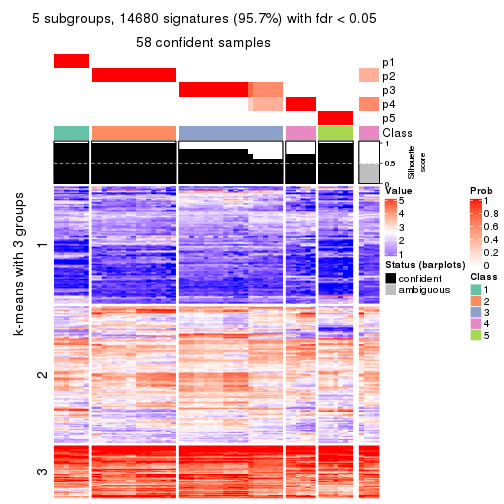 5 subgroups, 14680 signatures (95.7%) with fdr < 0.05
58 confident samples
p1
p2
p3
p4
p5
Class
1
0.5
0
Silhouette
score
k-means with 3 groups
1
2
3
Value
5
4
3
2
1
Status (barplots)
confident
ambiguous
Prob
1
0.8
0.6
0.4
0.2
0
Class
1
2
3
4
5